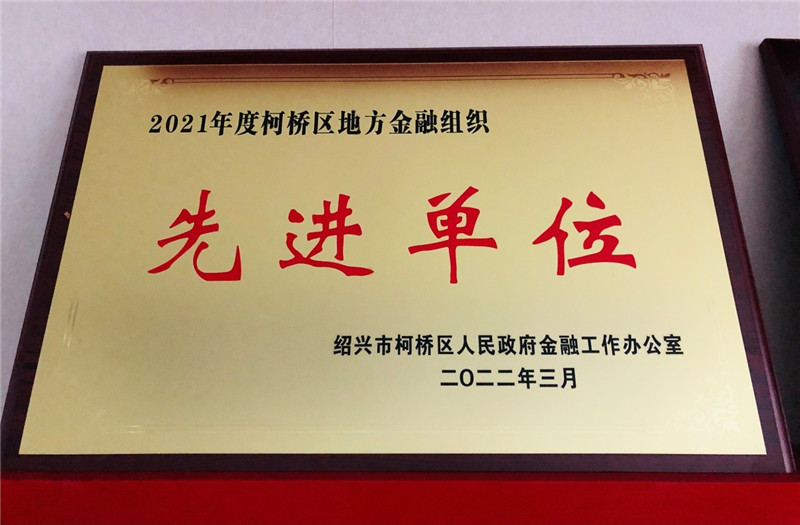 2021年度柯桥区地方金融组织
先进单位
绍兴市柯桥区人民政府金融工作办公室
二〇二二年三月